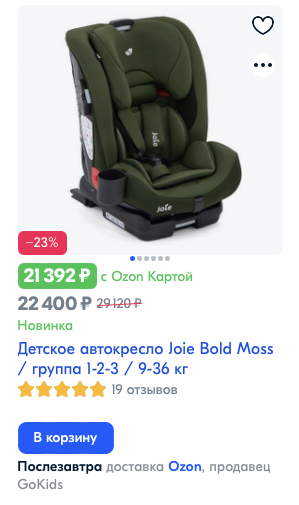 Joie
Joie
−23%
21 392 ₽ с Ozon Картой
22 400 ₽ 29 120 ₽
Новинка
Детское автокресло Joie Bold Moss
/ группа 1-2-3 / 9-36 кг
19 отзывов
В корзину
Послезавтра доставка Ozon, продавец
GoKids